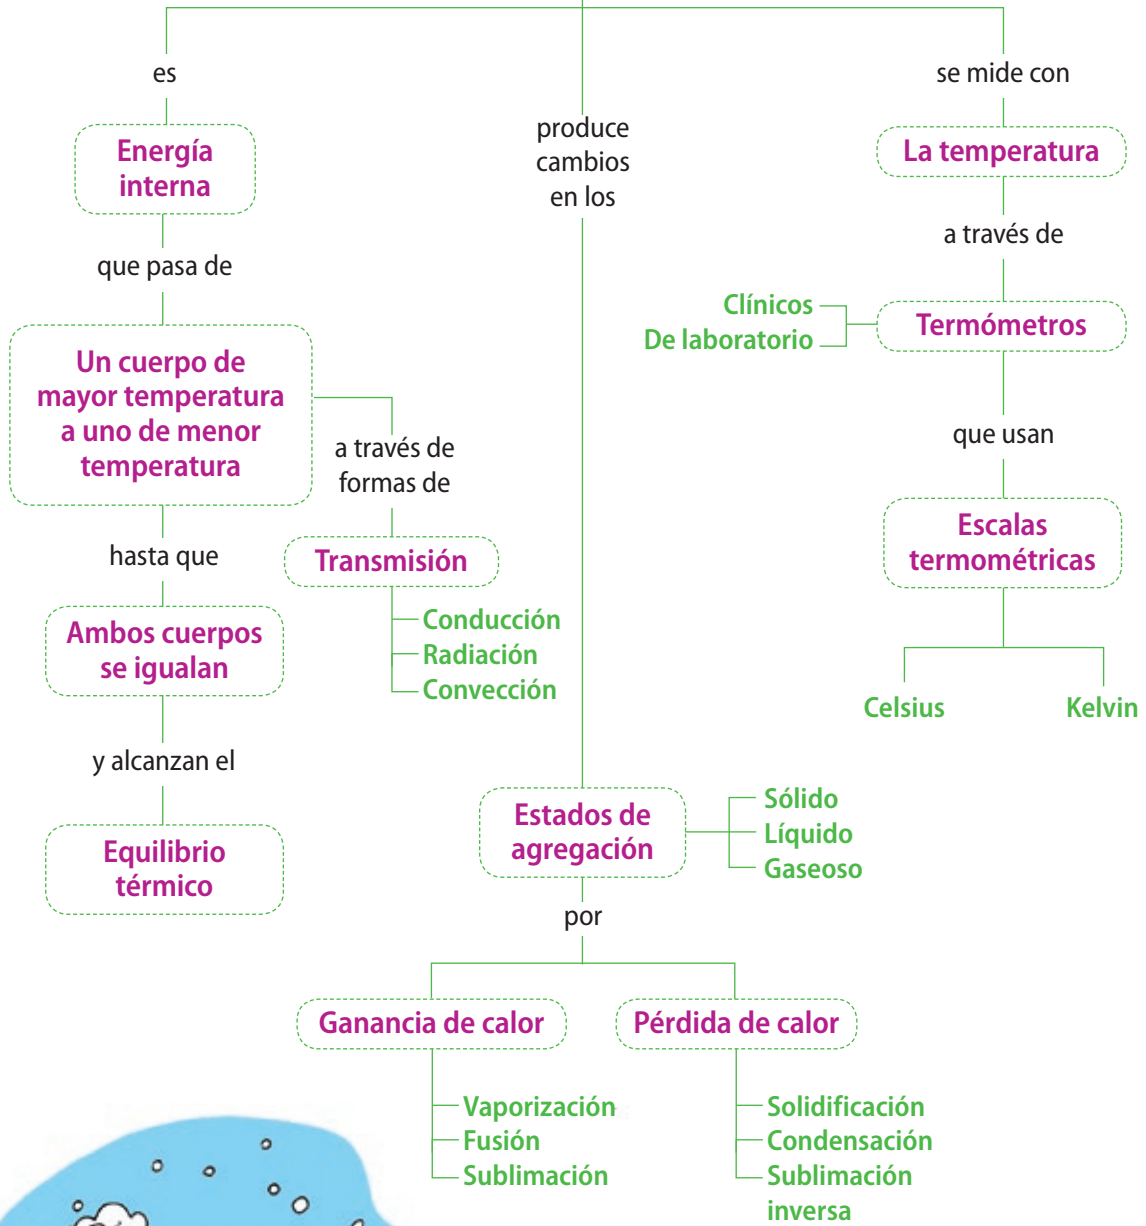 es
Energía
interna
que pasa de
Un cuerpo de
mayor temperatura
a uno de menor
temperatura
hasta que
Ambos cuerpos
se igualan
y alcanzan el
Equilibrio
térmico
a través de
formas de
Transmisión
Conducción
Radiación
Convección
produce
cambios
en los
Estados de
agregación
Sólido
Líquido
Gaseoso
por
Ganancia de calor
Vaporización
Fusión
Sublimación
Pérdida de calor
Solidificación
Condensación
Sublimación
inversa
se mide con
La temperatura
a través de
Termómetros
Clínicos
De laboratorio
que usan
Escalas
termométricas
Celsius
Kelvin